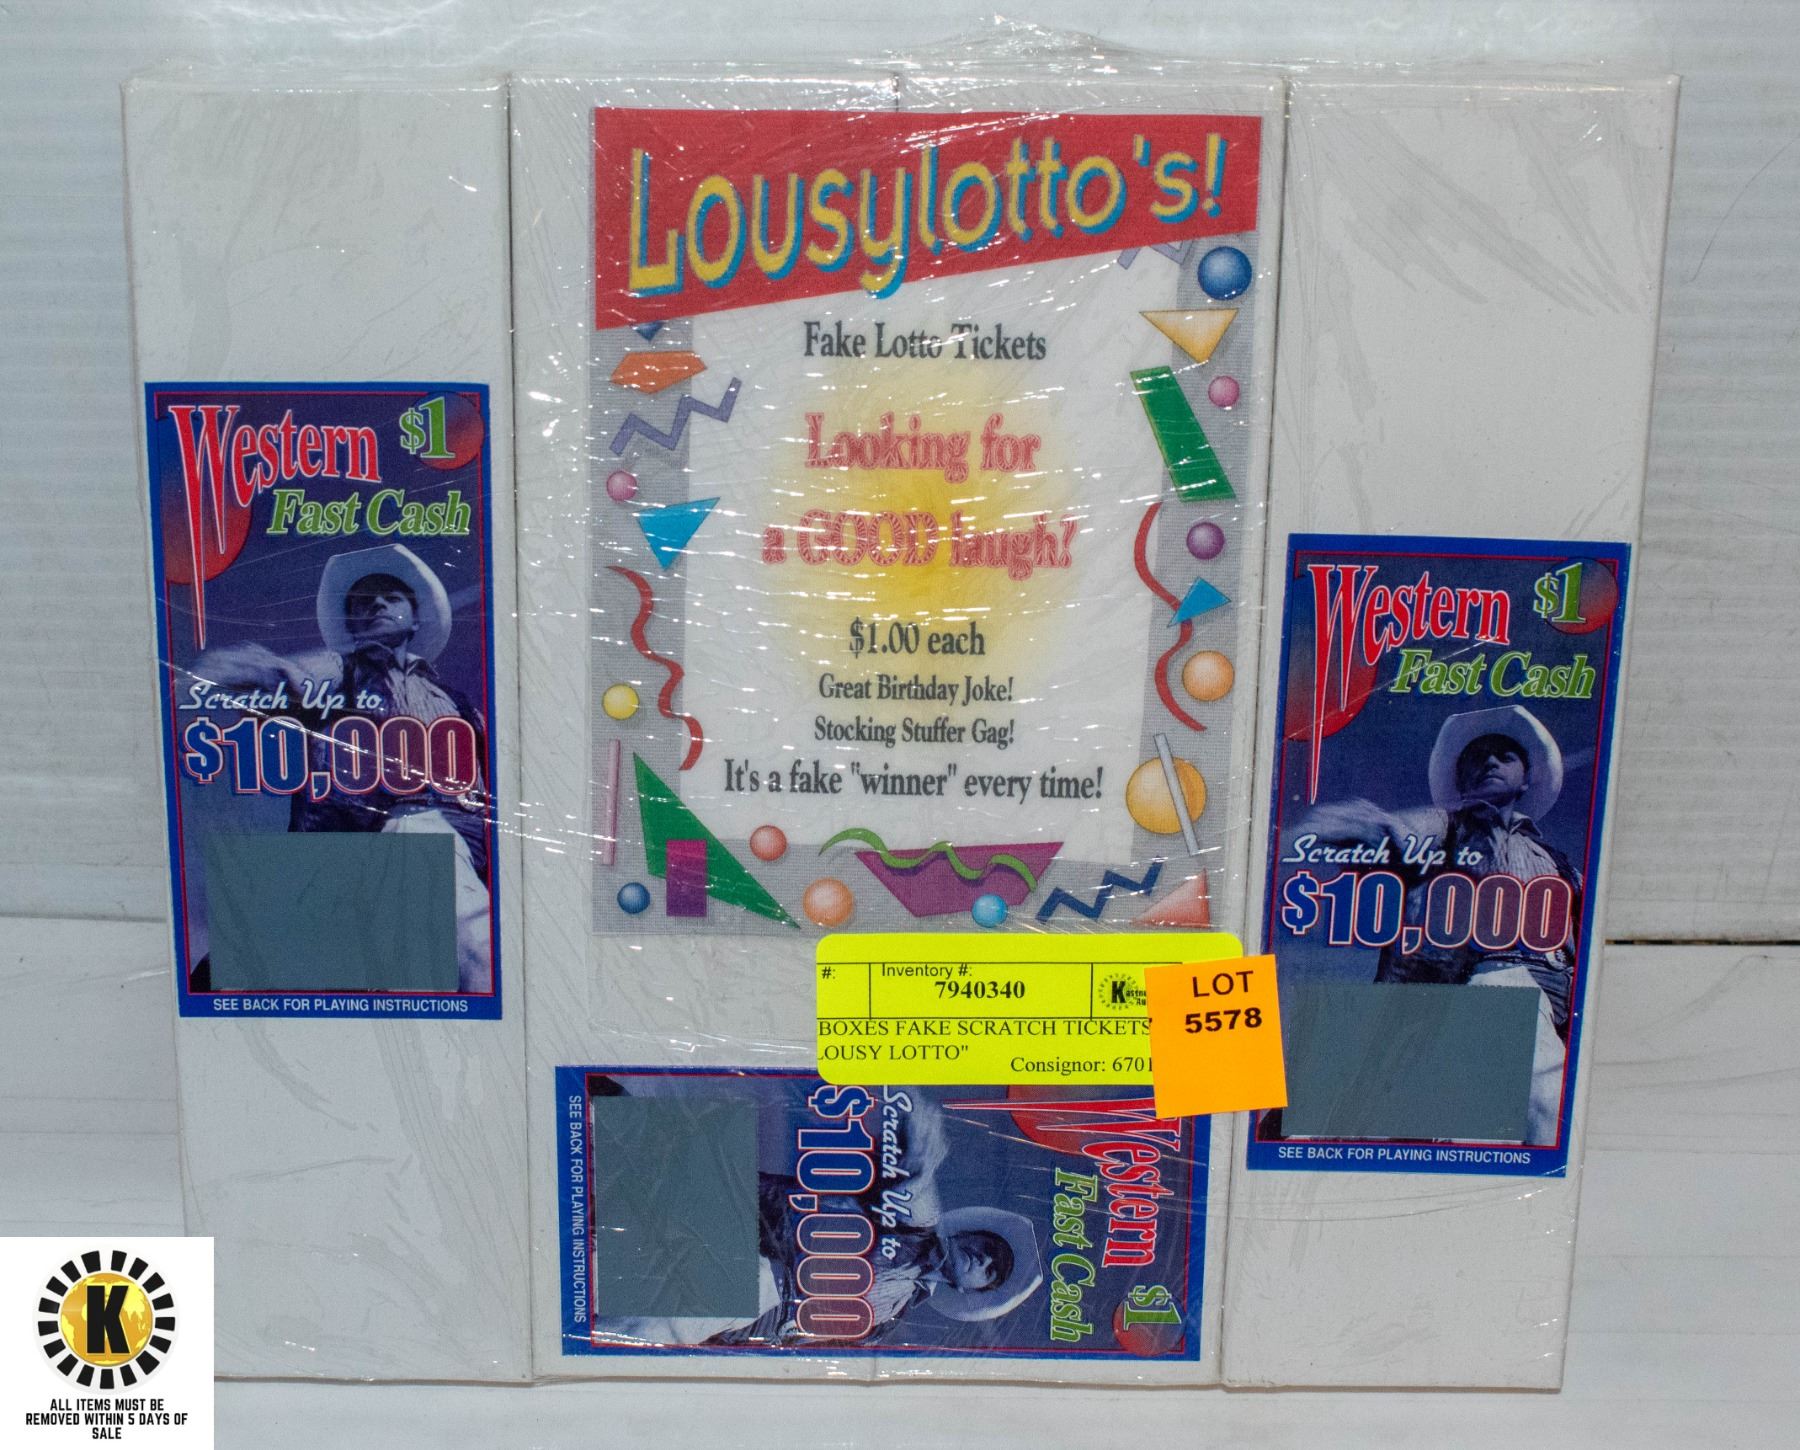 Lousylotto's!
Fake Lotto Tickets
Looking for
a GOOD laugh!
$1.00 each
Great Birthday Joke!
Stocking Stuffer Gag!
It's a fake "winner" every time!
Western $1
Fast Cash
Scratch Up to
$10,000
SEE BACK FOR PLAYING INSTRUCTIONS
Western $1
Fast Cash
Scratch Up to
$10,000
SEE BACK FOR PLAYING INSTRUCTIONS
#: Inventory #:
7940340
BOXES FAKE SCRATCH TICKETS
LOUSY LOTTO"
Consignor: 6701
LOT
5578
Western $1
Fast Cash
Scratch Up to
$10,000
SEE BACK FOR PLAYING INSTRUCTIONS
K
ALL ITEMS MUST BE
REMOVED WITHIN 5 DAYS OF
SALE